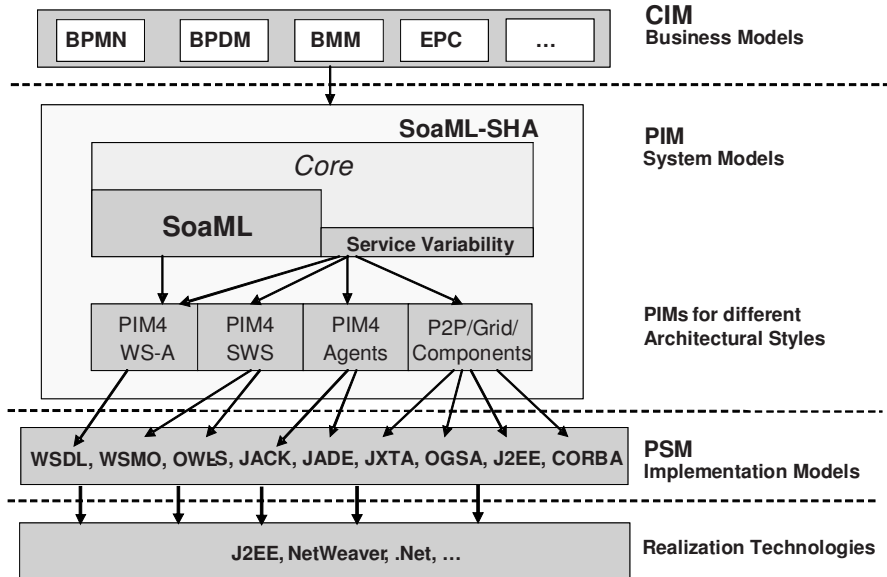 CIM
BPMN BPDM BMM EPC ...
Business Models
SoaML-SHA
PIM
System Models
Core
SoaML
Service Variability
PIMs for different
Architectural Styles
PIM4
WS-A
PIM4
SWS
PIM4
Agents
P2P/Grid/
Components
PSM
WSDL, WSMO, OWL-S, JACK, JADE, JXTA, OGSA, J2EE, CORBA
Implementation Models
J2EE, NetWeaver, .Net, ...
Realization Technologies